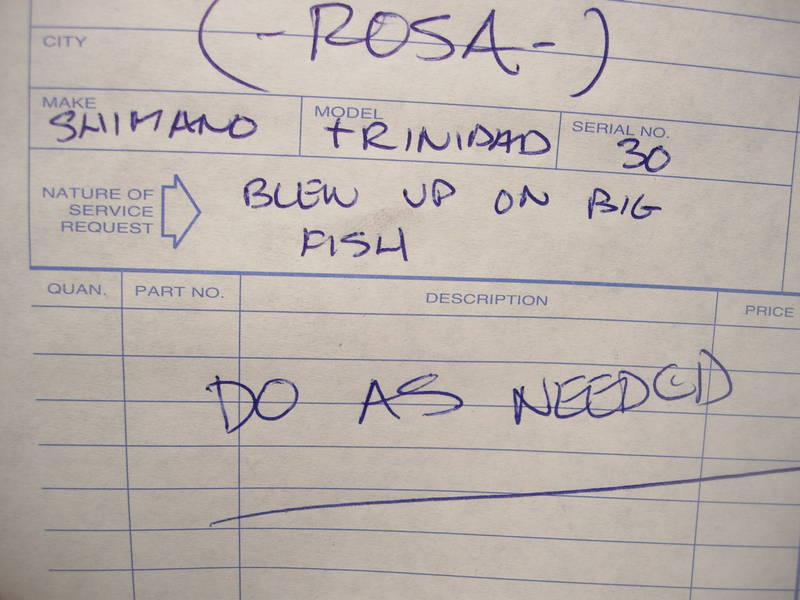 (-ROSA-)
CITY
MAKE MODEL SERIAL NO.
SHIMANO TRINIDAD 30
NATURE OF
SERVICE
REQUEST
BLEW UP ON BIG
FISH
QUAN. PART NO. DESCRIPTION PRICE
DO AS NEEDED